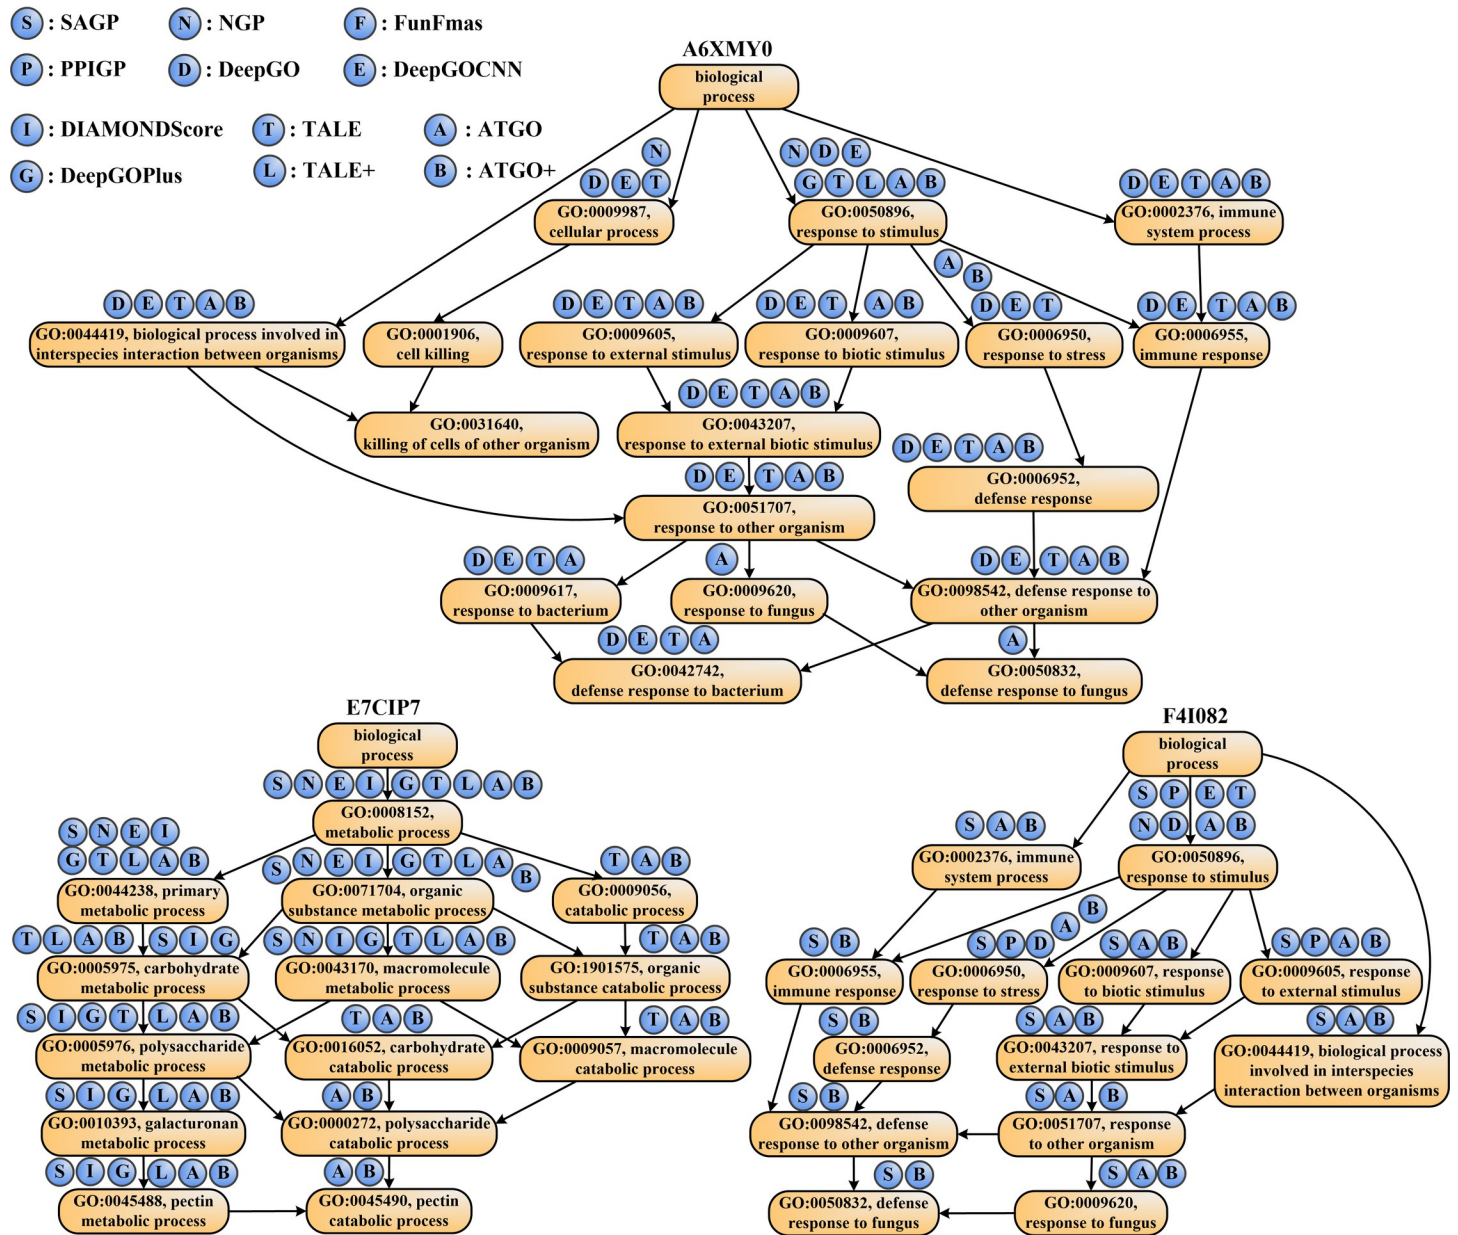 S : SAGP N : NGP F : FunFmas
P : PPIGP D : DeepGO E : DeepGOCNN
I : DIAMONDScore T : TALE A : ATGO
G : DeepGOPlus L : TALE+ B : ATGO+
A6XMY0
biological
process
N
D E T
GO:0009987,
cellular process
N D E
G T L A B
GO:0050896,
response to stimulus
D E T A B
GO:0002376, immune
system process
D E T A B
GO:0044419, biological process involved in
interspecies interaction between organisms
GO:0001906,
cell killing
D E T A B
GO:0009605,
response to external stimulus
D E T A B
GO:0009607,
response to biotic stimulus
A B
D E T
GO:0006950,
response to stress
D E T A B
GO:0006955,
immune response
GO:0031640,
killing of cells of other organism
D E T A B
GO:0043207,
response to external biotic stimulus
D E T A B
GO:0006952,
defense response
D E T A B
GO:0051707,
response to other organism
D E T A
GO:0009617,
response to bacterium
A
GO:0009620,
response to fungus
D E T A B
GO:0098542, defense response to
other organism
D E T A
GO:0042742,
defense response to bacterium
A
GO:0050832,
defense response to fungus
E7CIP7
biological
process
S N E I G T L A B
GO:0008152,
metabolic process
S N E I
G T L A B
GO:0044238, primary
metabolic process
S N E I G T L A B
GO:0071704, organic
substance metabolic process
T A B
GO:0009056,
catabolic process
T L A B S I G
GO:0005975, carbohydrate
metabolic process
S N I G T L A B
GO:0043170, macromolecule
metabolic process
T A B
GO:1901575, organic
substance catabolic process
S I G T L A B
GO:0005976, polysaccharide
metabolic process
T A B
GO:0016052, carbohydrate
catabolic process
T A B
GO:0009057, macromolecule
catabolic process
S I G L A B
GO:0010393, galacturonan
metabolic process
A B
GO:0000272, polysaccharide
catabolic process
S I G L A B
GO:0045488, pectin
metabolic process
A B
GO:0045490, pectin
catabolic process
F4I082
biological
process
S A B
GO:0002376, immune
system process
S P E T
N D A B
GO:0050896,
response to stimulus
S B
GO:0006955,
immune response
S P D A B
GO:0006950,
response to stress
S A B
GO:0009607, response
to biotic stimulus
S P A B
GO:0009605, response
to external stimulus
S B
GO:0006952,
defense response
S A B
GO:0043207, response to
external biotic stimulus
S A B
GO:0044419, biological process
involved in interspecies
interaction between organisms
S B
GO:0098542, defense
response to other organism
S A B
GO:0051707, response
to other organism
S B
GO:0050832, defense
response to fungus
S A B
GO:0009620,
response to fungus